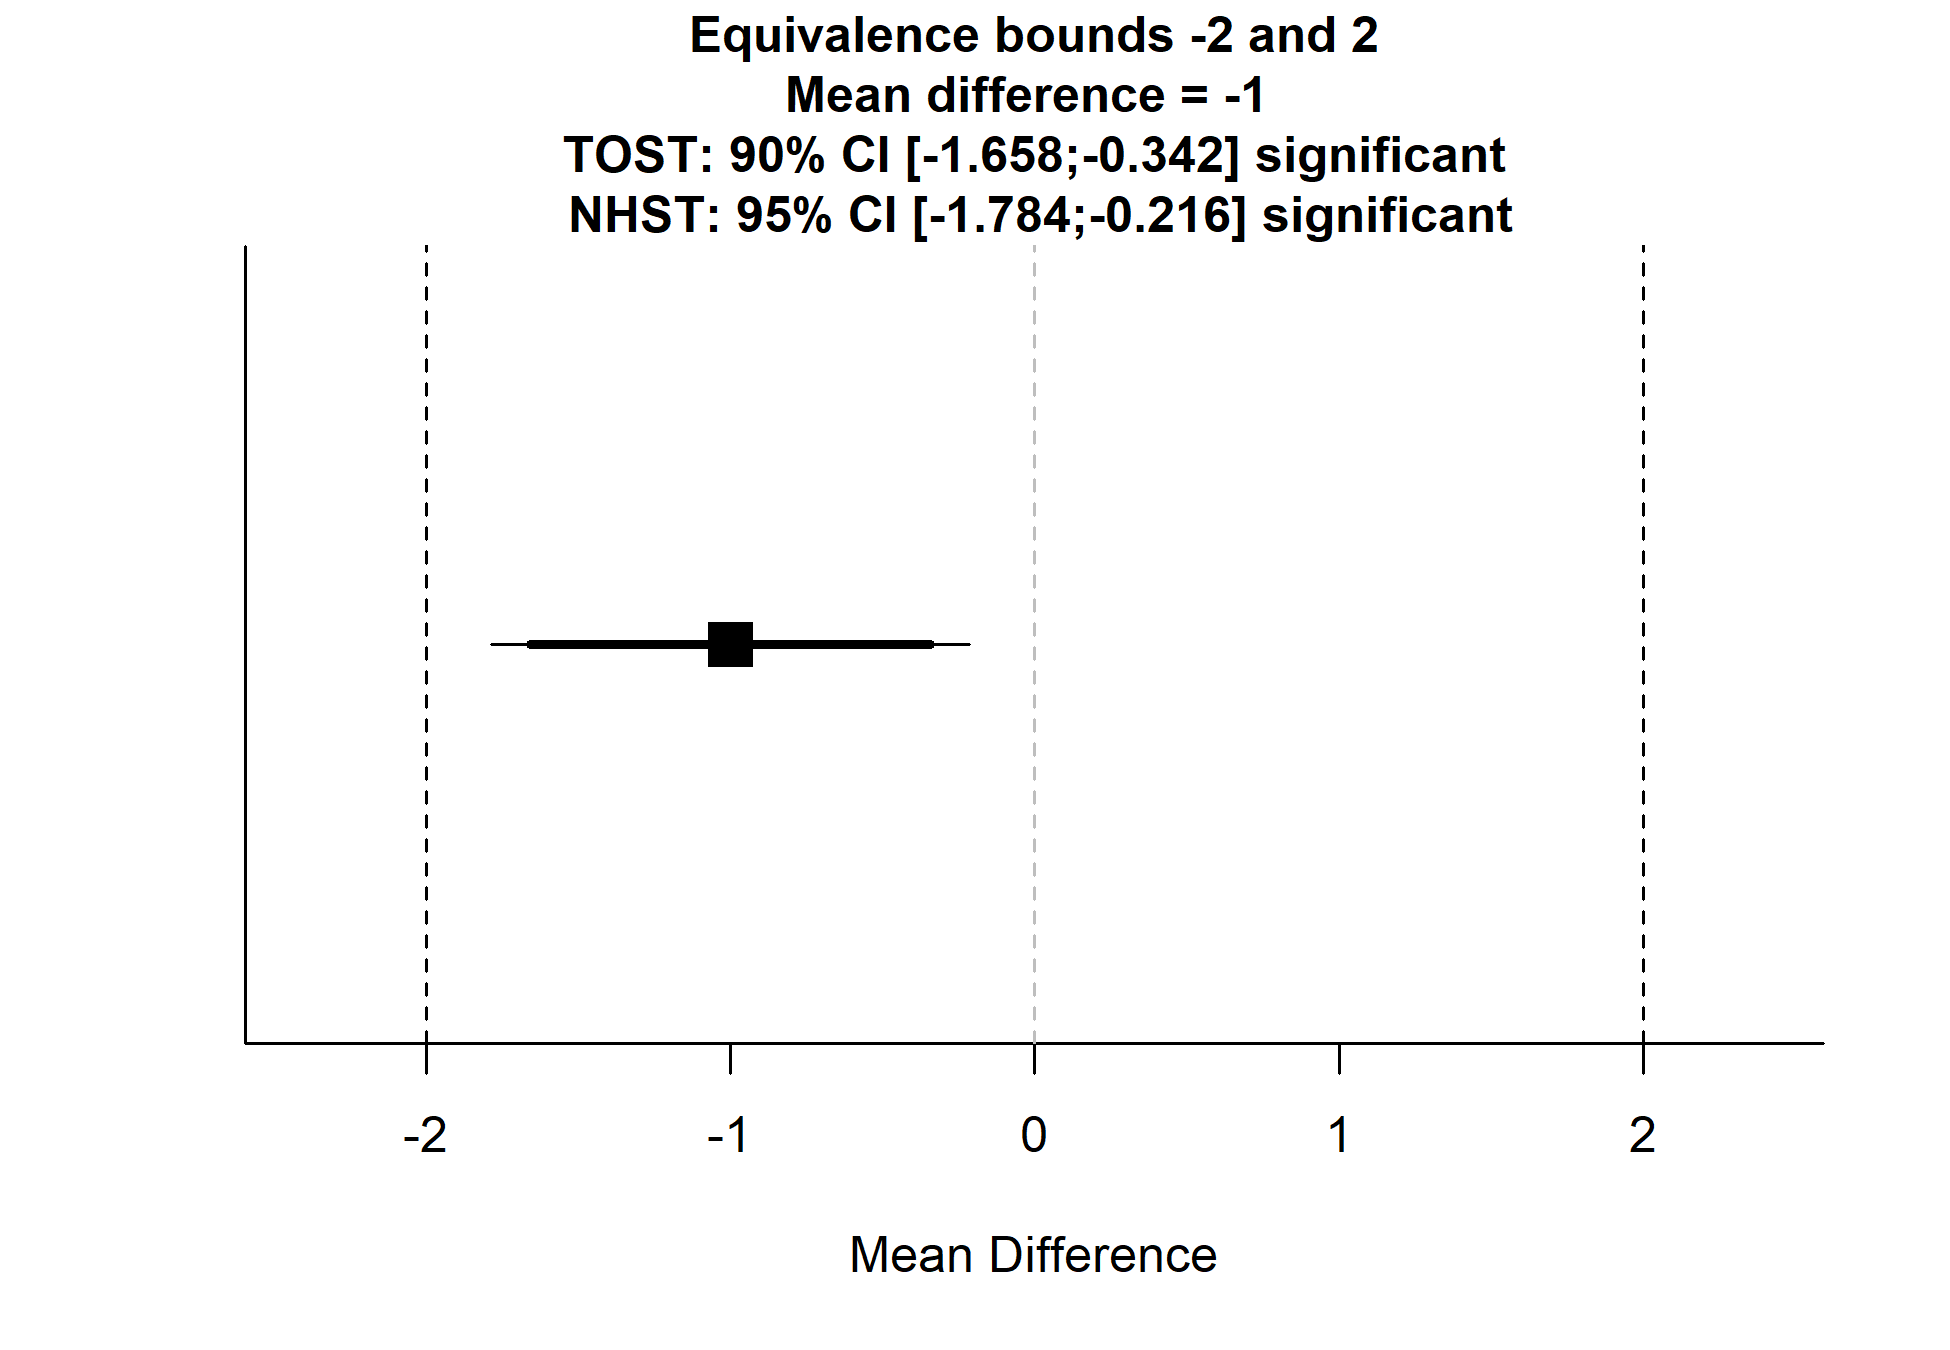 Equivalence bounds -2 and 2
Mean difference = -1
TOST: 90% CI [-1.658;-0.342] significant
NHST: 95% CI [-1.784;-0.216] significant
-2 -1 0 1 2
Mean Difference